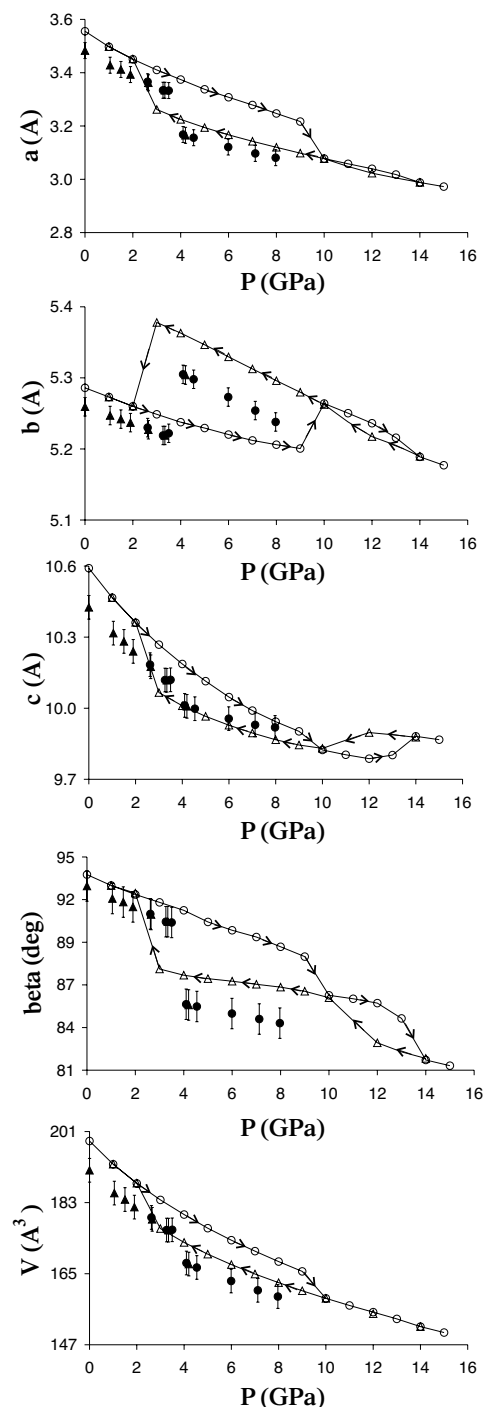 3.6
3.4
3.2
3.0
2.8
a (A)
0 2 4 6 8 10 12 14 16
P (GPa)
5.4
5.3
5.2
5.1
b (A)
0 2 4 6 8 10 12 14 16
P (GPa)
10.6
10.3
10.0
9.7
c (A)
0 2 4 6 8 10 12 14 16
P (GPa)
95
92
89
87
84
81
beta (deg)
0 2 4 6 8 10 12 14 16
P (GPa)
201
183
165
147
V (A³)
0 2 4 6 8 10 12 14 16
P (GPa)